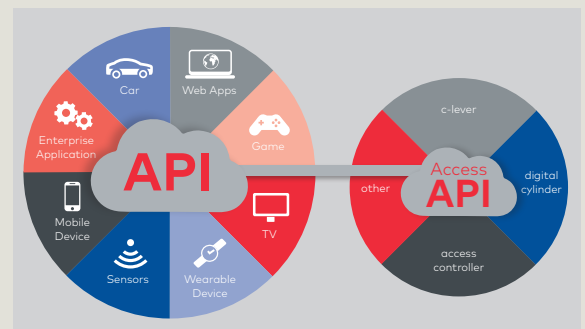 Car
Web Apps
Enterprise
Application
Game
API
Mobile
Device
TV
Sensors
Wearable
Device
c-lever
other
Access
API
digital
cylinder
access
controller